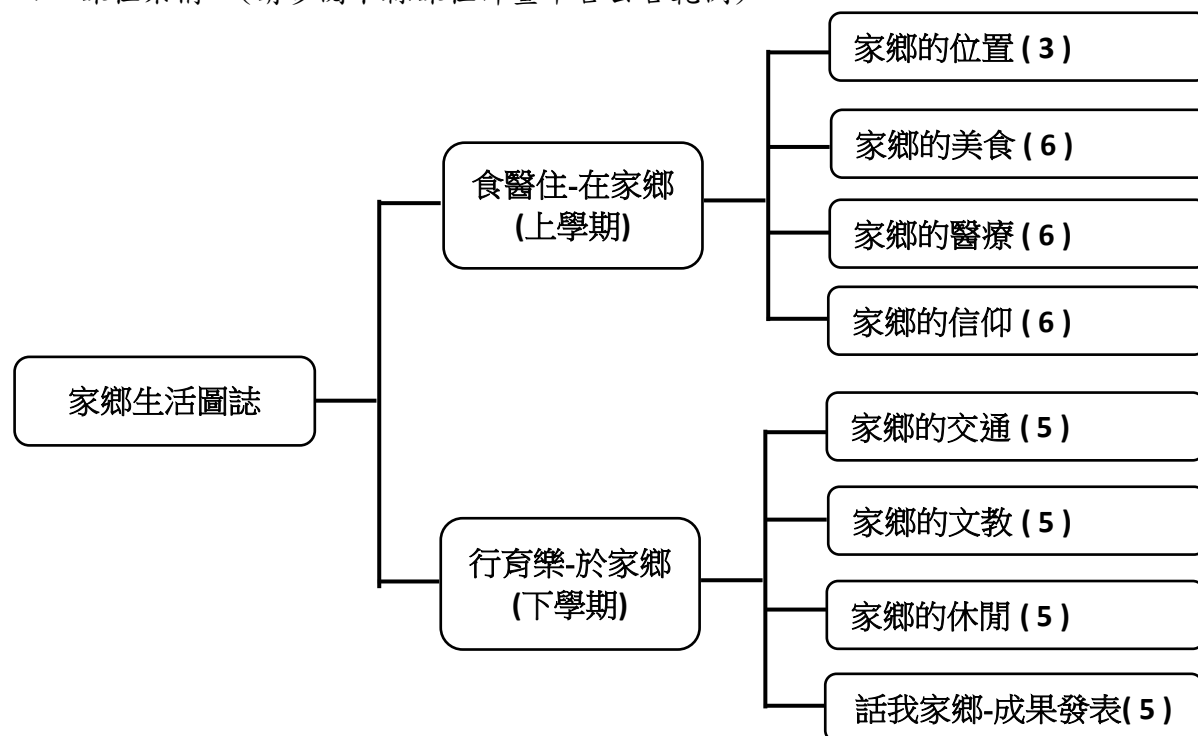 家鄉的位置 ( 3 )
家鄉的美食 ( 6 )
食醫住-在家鄉
(上學期)
家鄉的醫療 ( 6 )
家鄉的信仰 ( 6 )
家鄉生活圖誌
家鄉的交通 ( 5 )
家鄉的文教 ( 5 )
行育樂-於家鄉
(下學期)
家鄉的休閒 ( 5 )
話我家鄉-成果發表( 5 )